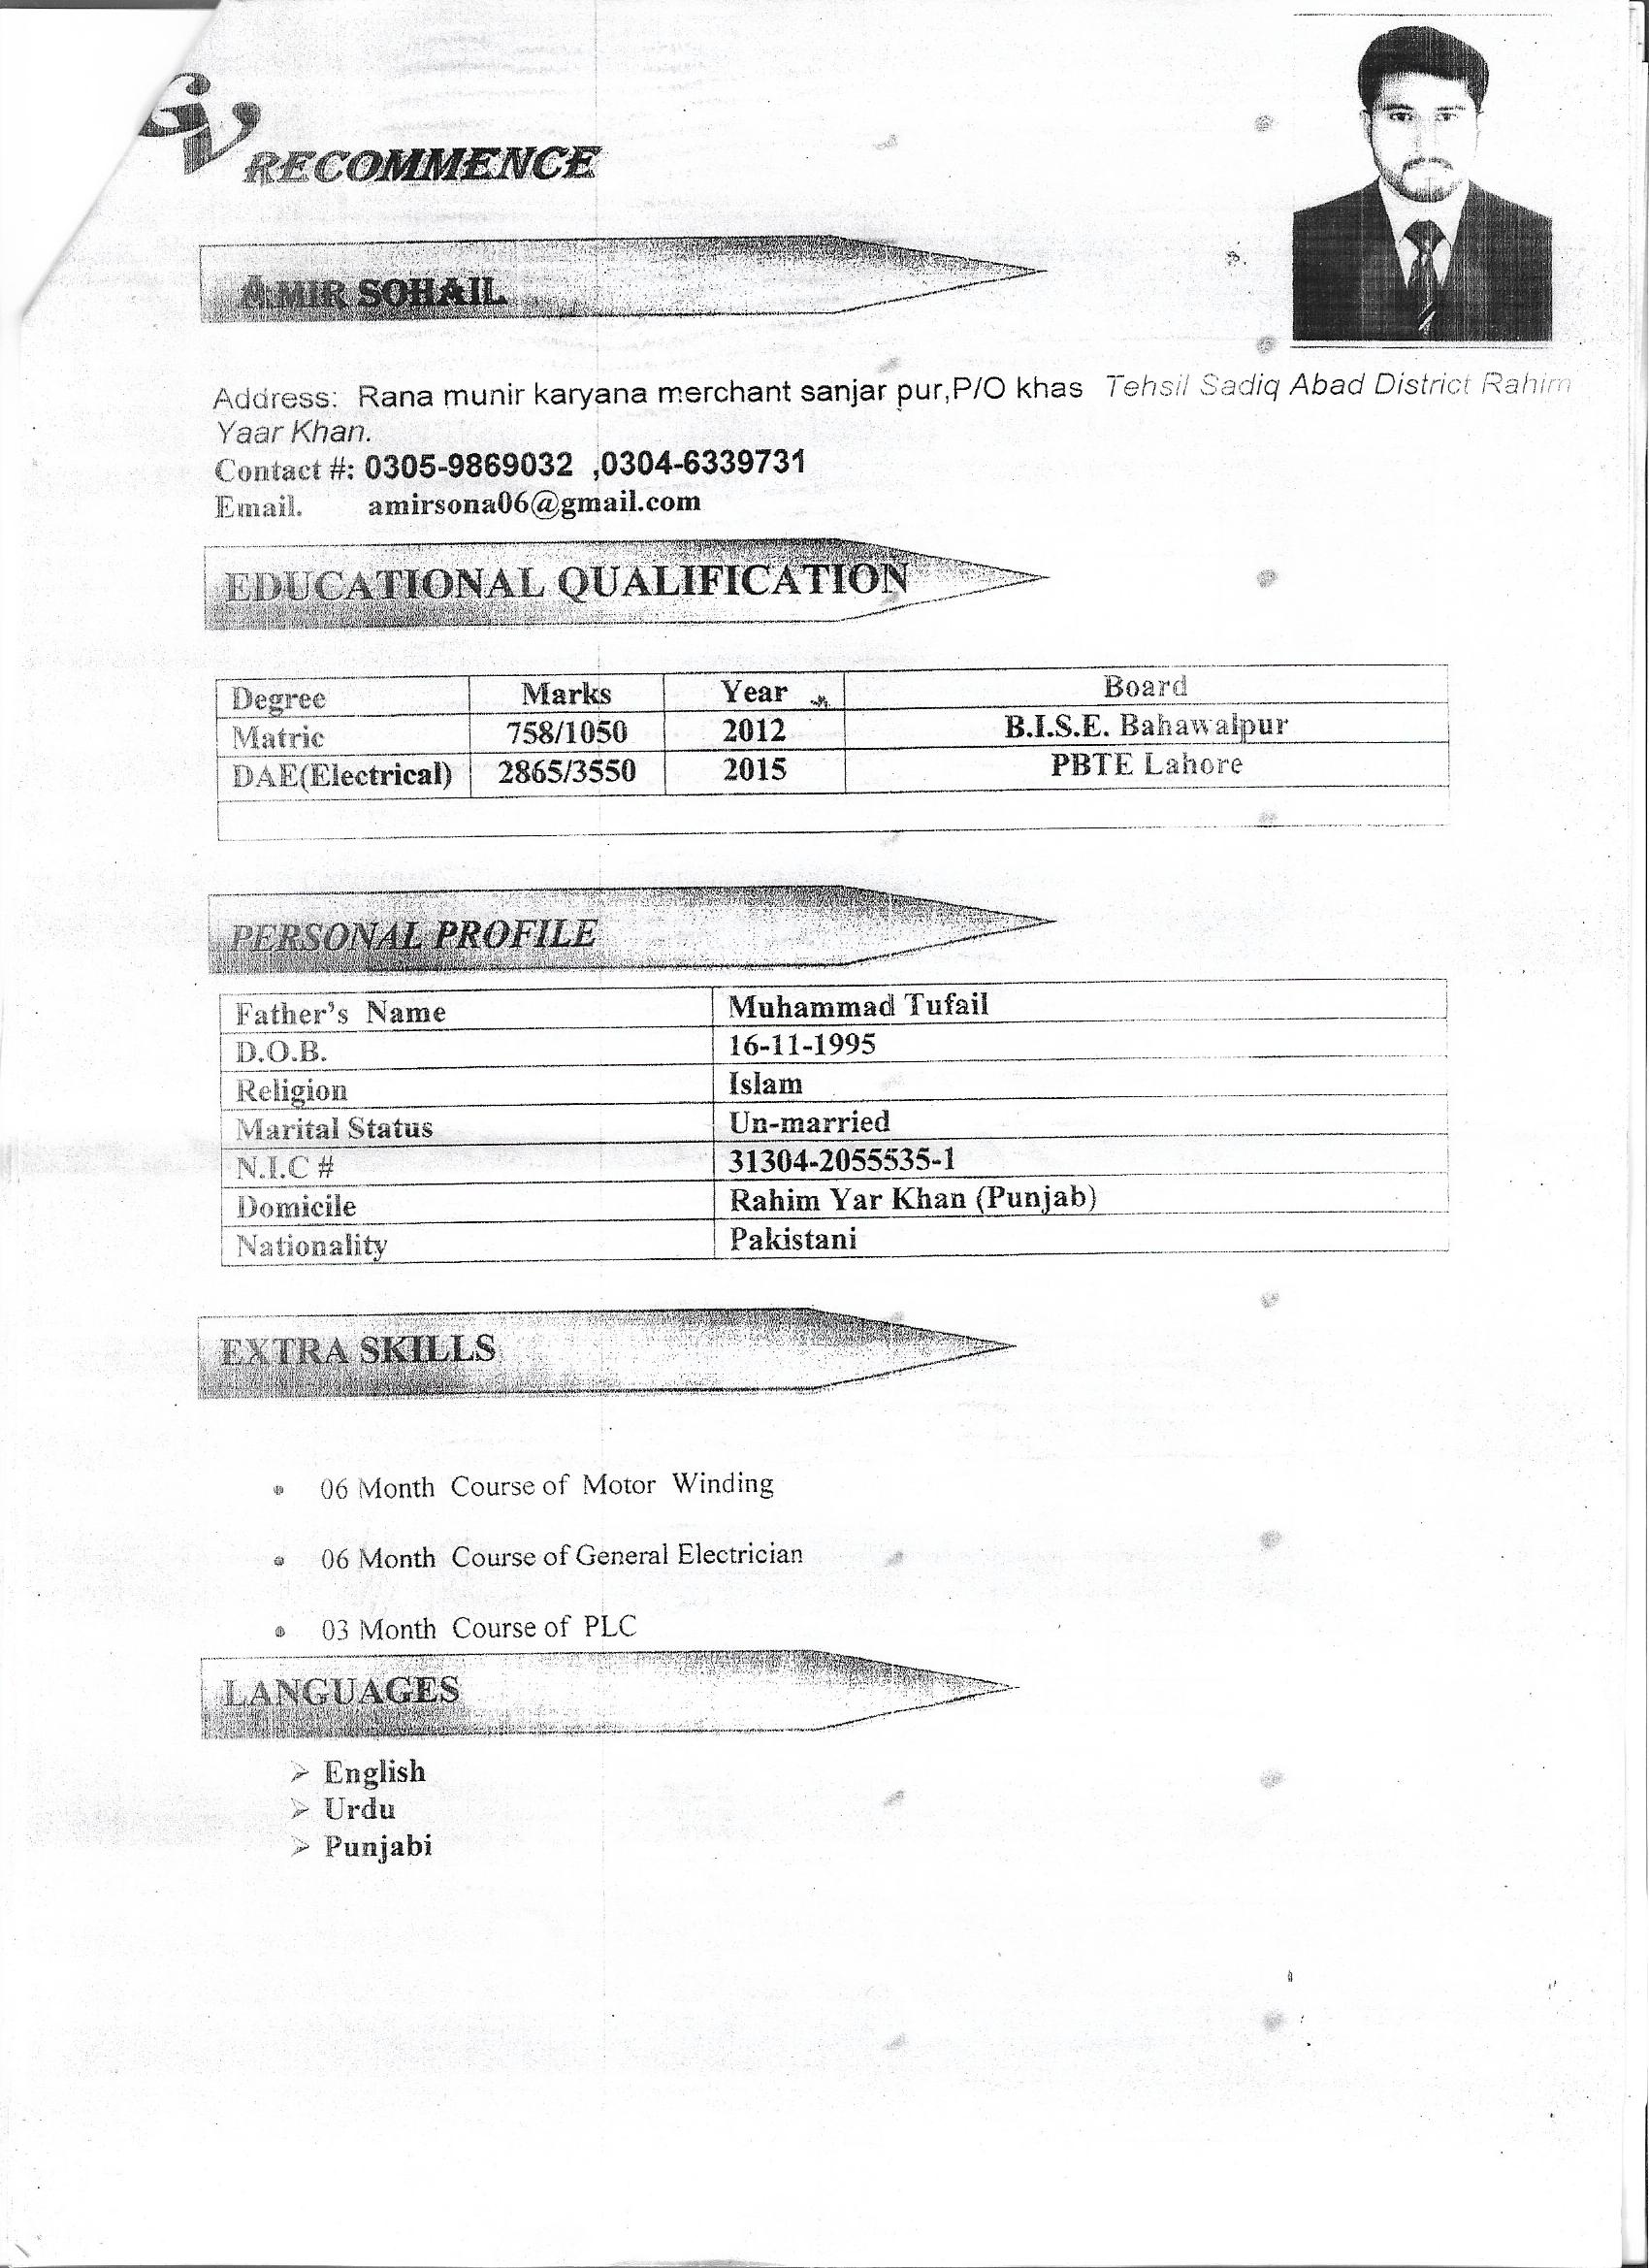 CV
RECOMMENCE
AMIR SOHAIL
Address: Rana munir karyana merchant sanjar pur,P/O khas Tehsil Sadiq Abad District Rahim
Yaar Khan.
Contact #: 0305-9869032 ,0304-6339731
Email. amirsona06@gmail.com
EDUCATIONAL QUALIFICATION
Degree Marks Year Board
Matric 758/1050 2012 B.I.S.E. Bahawalpur
DAE(Electrical) 2865/3550 2015 PBTE Lahore
PERSONAL PROFILE
Father's Name Muhammad Tufail
D.O.B. 16-11-1995
Religion Islam
Marital Status Un-married
N.I.C # 31304-2055535-1
Domicile Rahim Yar Khan (Punjab)
Nationality Pakistani
EXTRA SKILLS
• 06 Month Course of Motor Winding
• 06 Month Course of General Electrician
• 03 Month Course of PLC
LANGUAGES
➢ English
➢ Urdu
➢ Punjabi